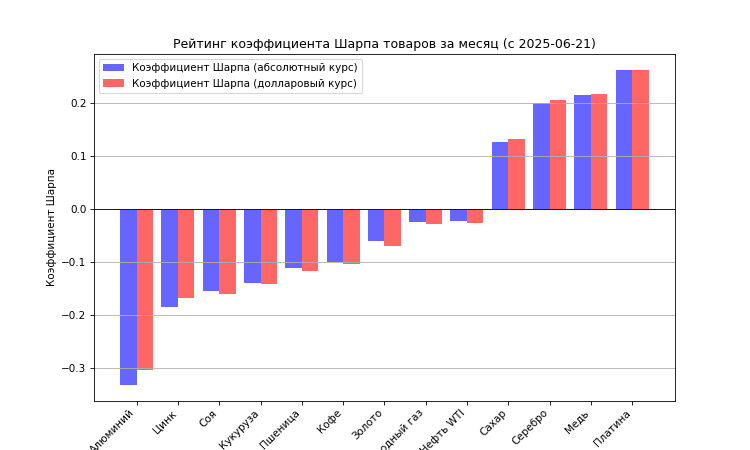 Рейтинг коэффициента Шарпа товаров за месяц (с 2025-06-21)
Коэффициент Шарпа (абсолютный курс)
Коэффициент Шарпа (долларовый курс)
Коэффициент Шарпа
0.2
0.1
0.0
−0.1
−0.2
−0.3
Алюминий
Цинк
Соя
Кукуруза
Пшеница
Кофе
Золото
газ
Нефть WTI
Сахар
Серебро
Медь
Платина